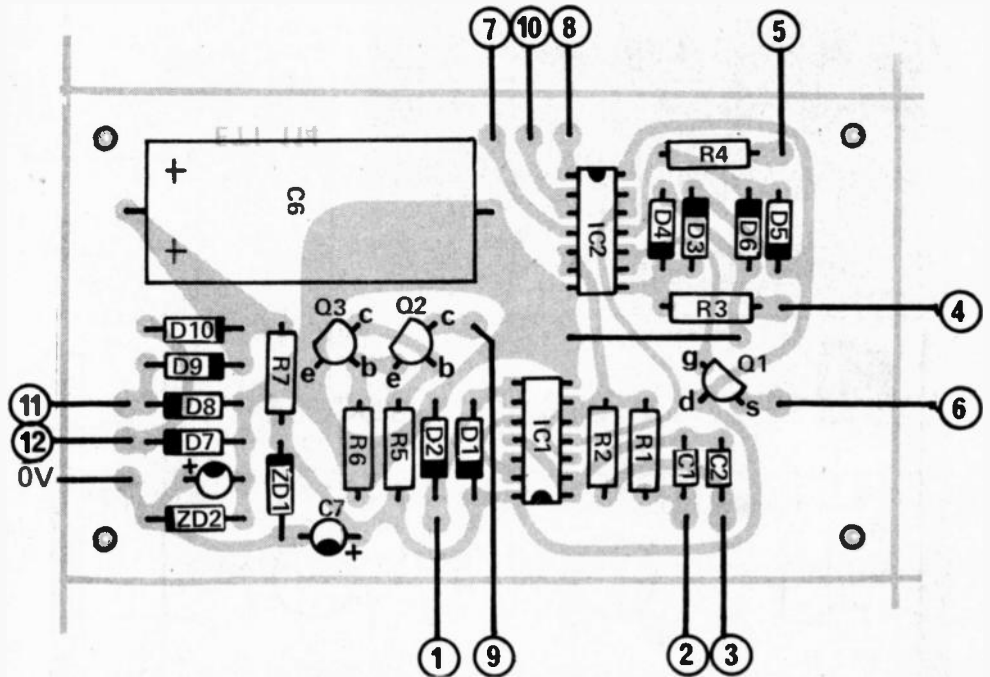 7 10 8 5
ETI 114
+
C6
+
R4
IC2
D4 D3 D6 D5
R3
4
Q3 c Q2 c
e b e b
D10
D9
R7
g Q1
d s
6
11
D8
12
D7
0V
+
ZD2
ZD1
C7
+
R6 R5 D2 D1
IC1
R2 R1
C1 C2
1 9 2 3